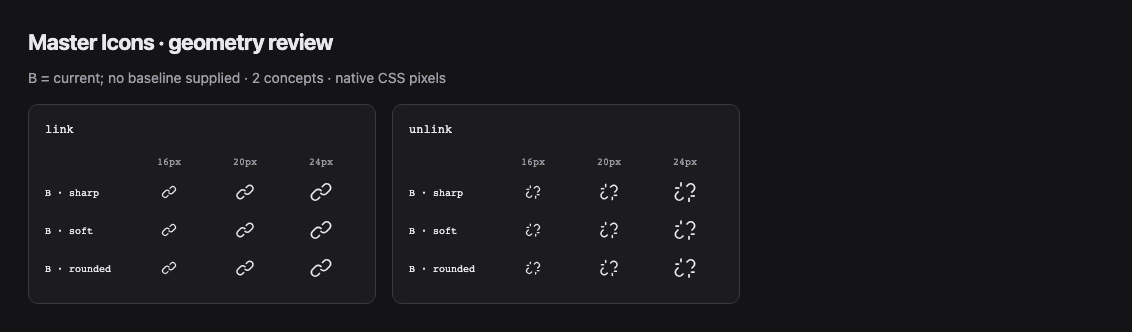 Master Icons · geometry review
B = current; no baseline supplied · 2 concepts · native CSS pixels
link
16px 20px 24px
B · sharp
B · soft
B · rounded
unlink
16px 20px 24px
B · sharp
B · soft
B · rounded